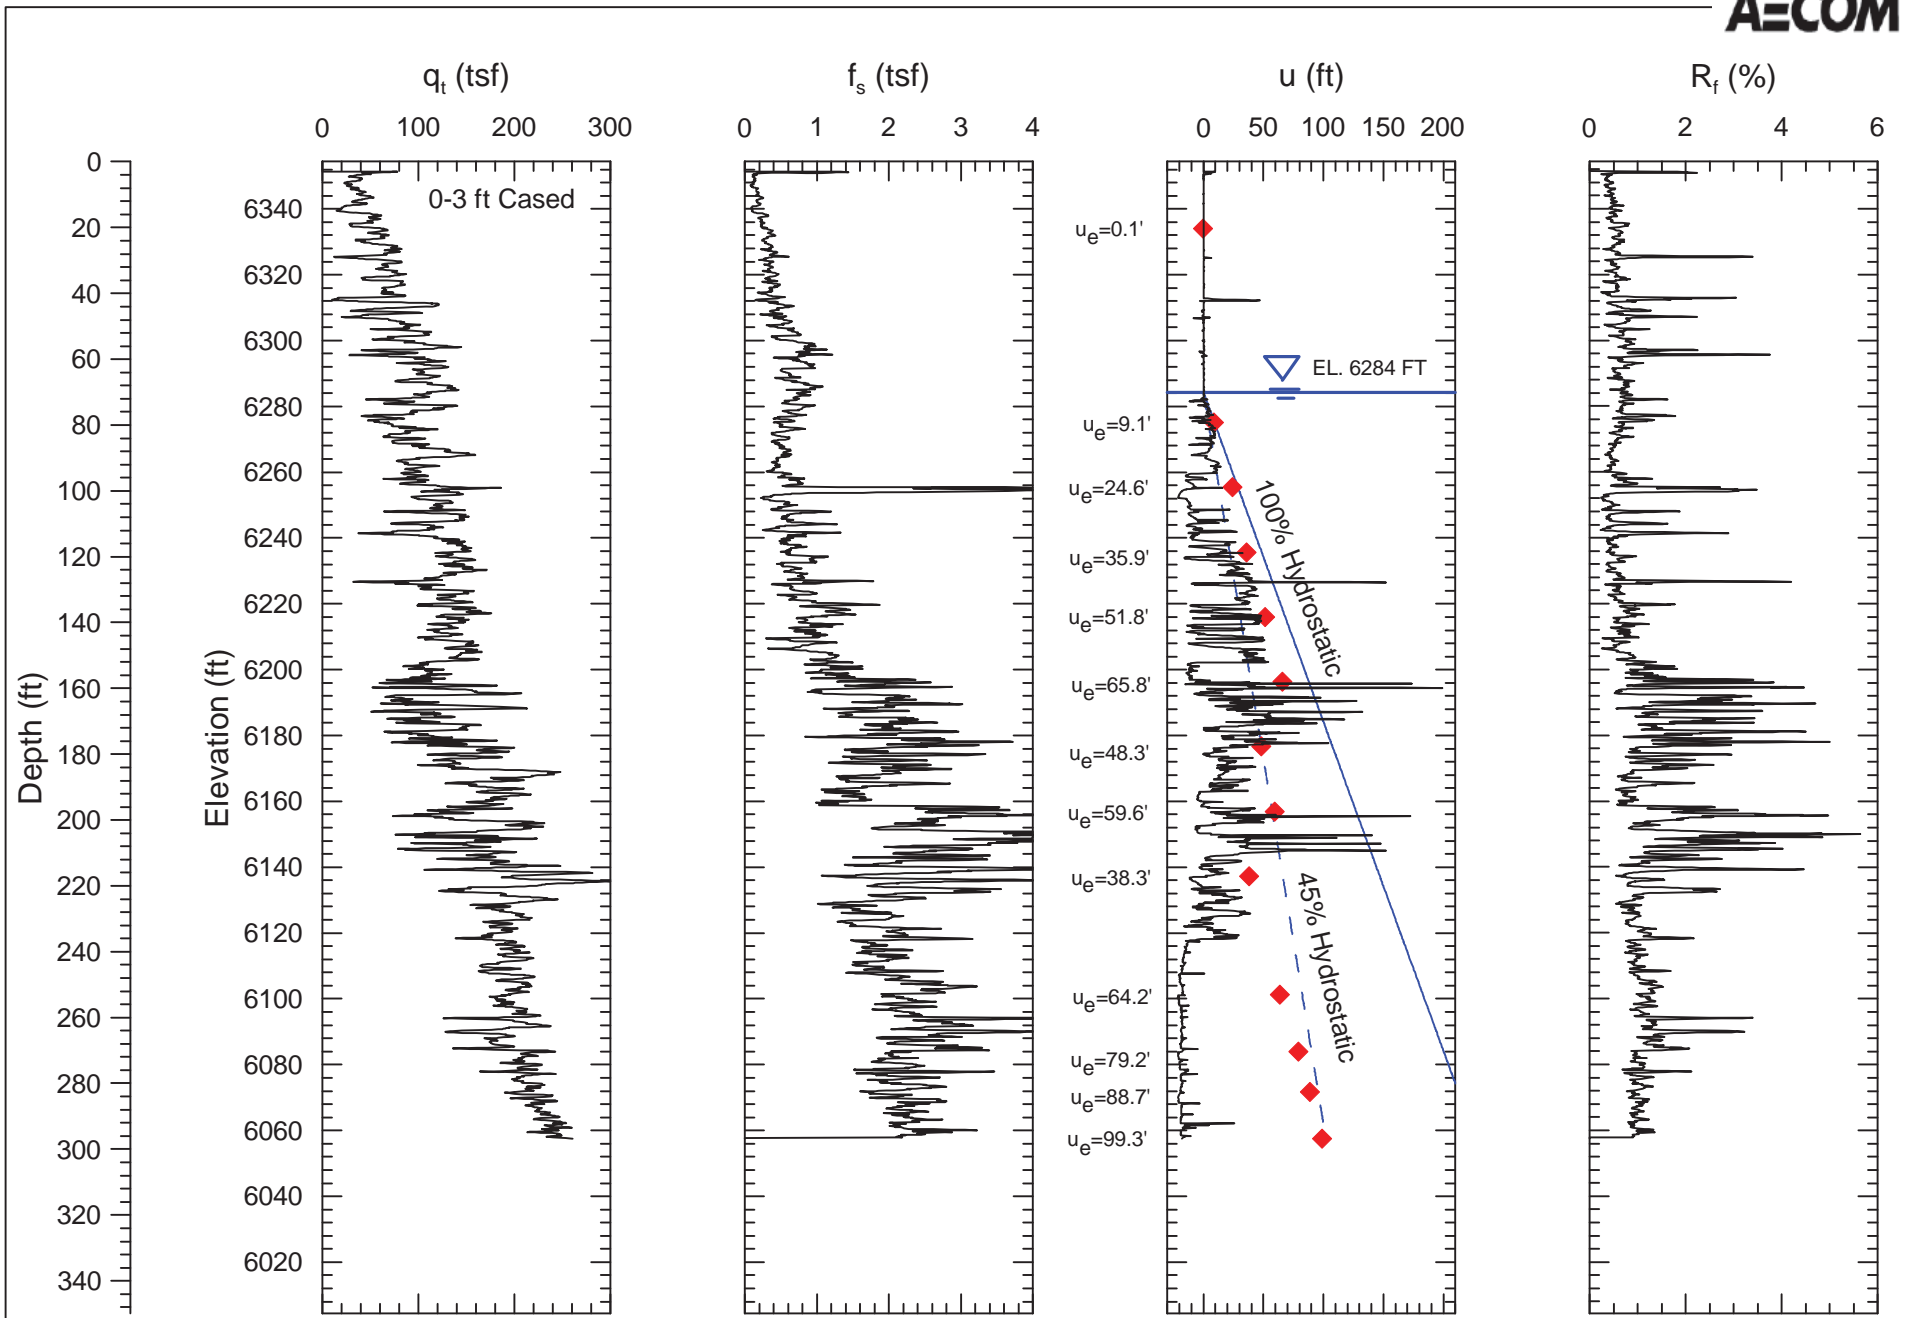 AECOM
qt (tsf)
fs (tsf)
u (ft)
Rf (%)
0 100 200 300
0 1 2 3 4
0 50 100 150 200
0 2 4 6
0-3 ft Cased
Depth (ft)
0
20
40
60
80
100
120
140
160
180
200
220
240
260
280
300
320
340
Elevation (ft)
6340
6320
6300
6280
6260
6240
6220
6200
6180
6160
6140
6120
6100
6080
6060
6040
6020
ue=0.1'
ue=9.1'
ue=24.6'
ue=35.9'
ue=51.8'
ue=65.8'
ue=48.3'
ue=59.6'
ue=38.3'
ue=64.2'
ue=79.2'
ue=88.7'
ue=99.3'
EL. 6284 FT
100% Hydrostatic
45% Hydrostatic